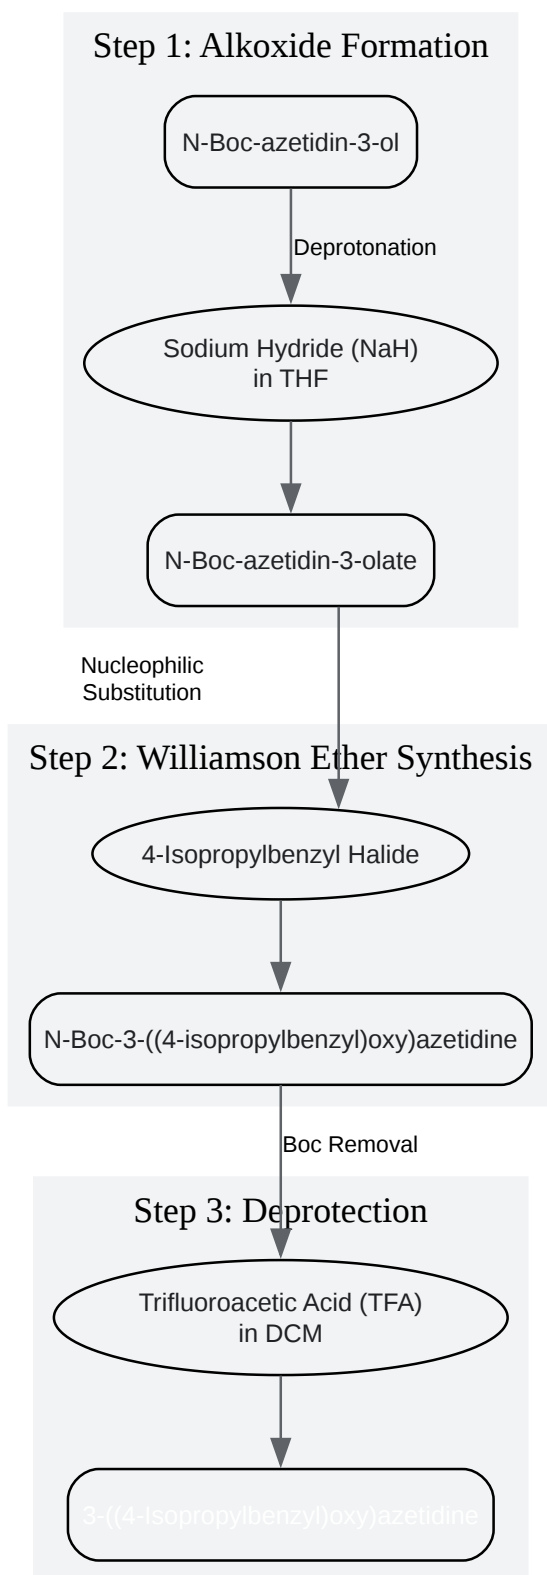 Step 1: Alkoxide Formation
N-Boc-azetidin-3-ol
Deprotonation
Sodium Hydride (NaH)
in THF
N-Boc-azetidin-3-olate
Nucleophilic
Substitution
Step 2: Williamson Ether Synthesis
4-Isopropylbenzyl Halide
N-Boc-3-((4-isopropylbenzyl)oxy)azetidine
Boc Removal
Step 3: Deprotection
Trifluoroacetic Acid (TFA)
in DCM
3-((4-Isopropylbenzyl)oxy)azetidine